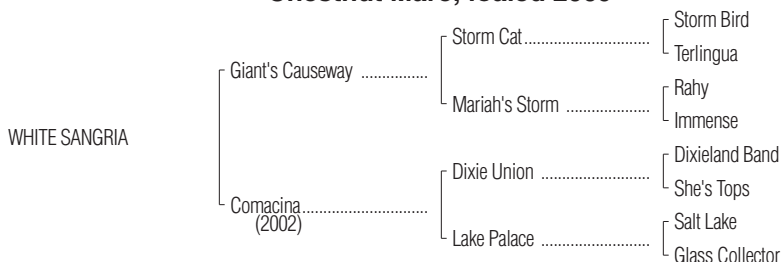 Chestnut Mare; foaled
Storm Bird
Storm Cat
Terlingua
Giant's Causeway
Rahy
Mariah's Storm
Immense
WHITE SANGRIA
Dixieland Band
Dixie Union
She's Tops
Comacina
(2002)
Salt Lake
Lake Palace
Glass Collector